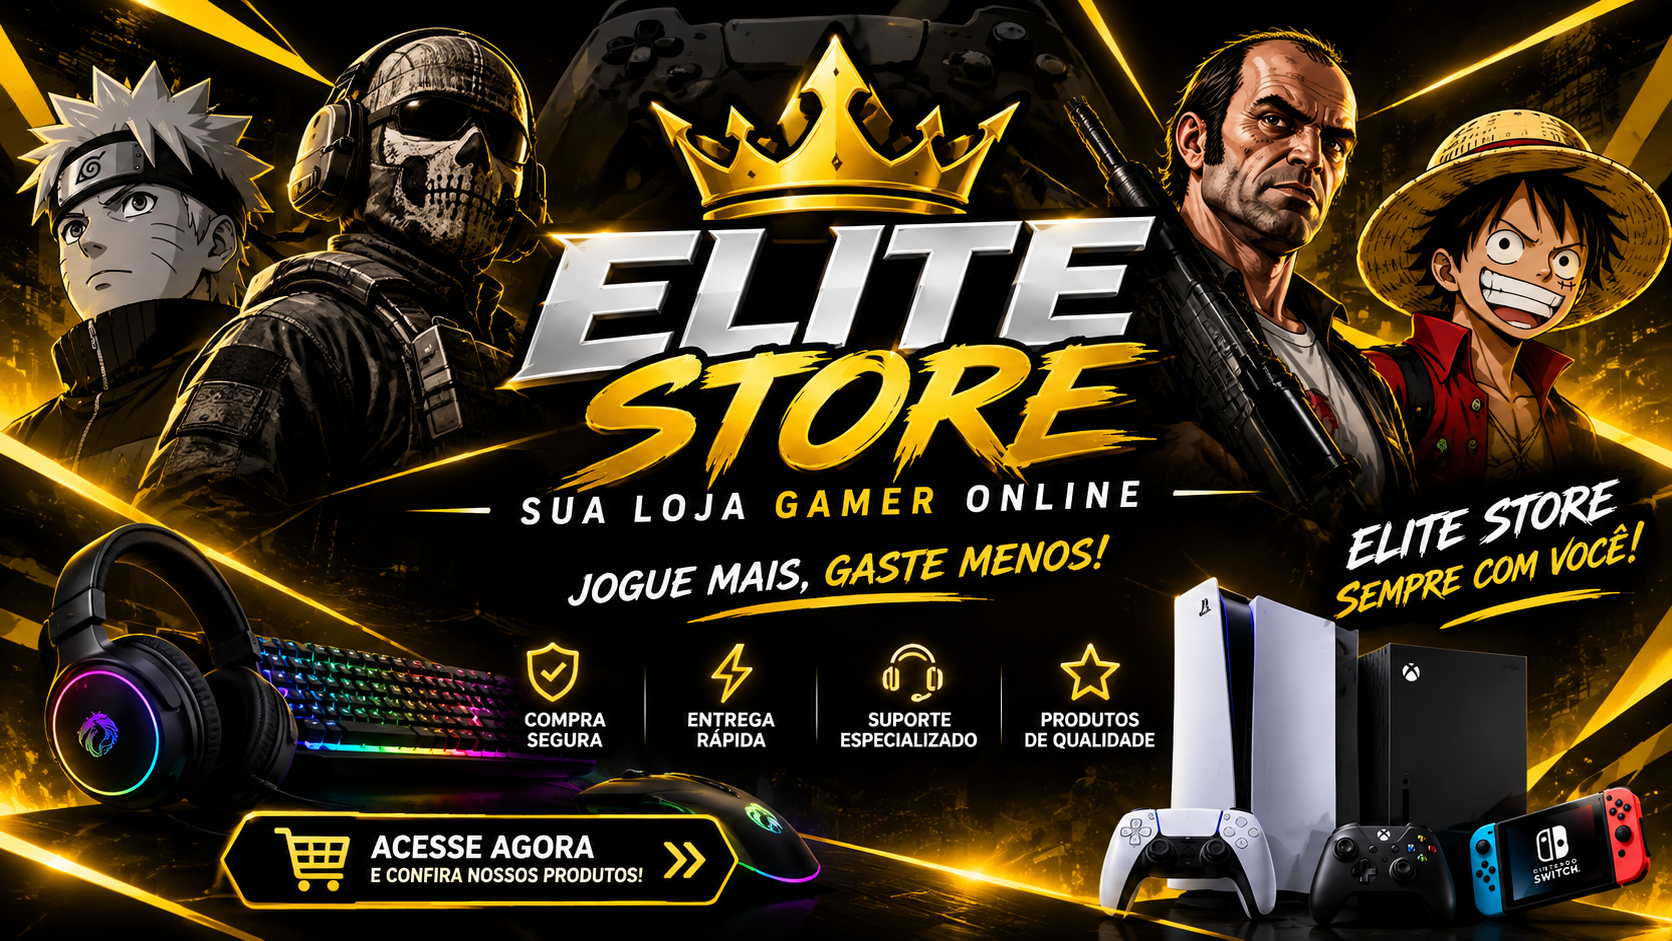 ELITE
STORE
SUA LOJA GAMER ONLINE
JOGUE MAIS, GASTE MENOS!
ELITE STORE
SEMPRE COM VOCÊ!
COMPRA
SEGURA
ENTREGA
RÁPIDA
SUPORTE
ESPECIALIZADO
PRODUTOS
DE QUALIDADE
ACESSE AGORA
E CONFIRA NOSSOS PRODUTOS!
NINTENDO
SWITCH